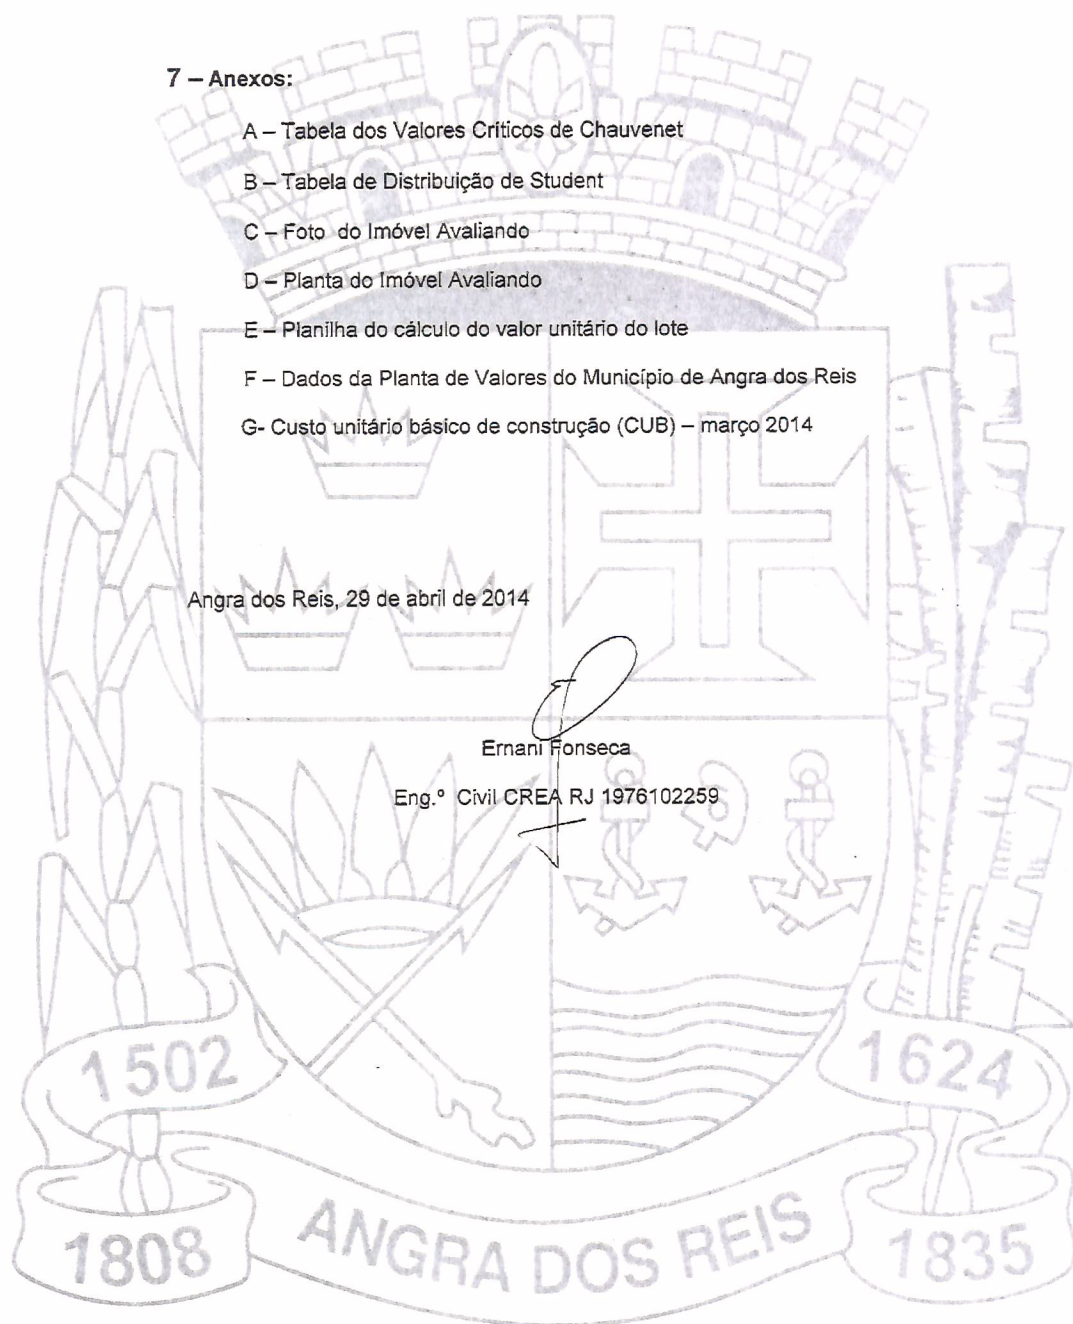 7 – Anexos:
A – Tabela dos Valores Criticos de Chauvenet
B – Tabela de Distribuição de Student
C – Foto do Imóvel Avaliando
D – Planta do Imóvel Avaliando
E – Planilha do cálculo do valor unitário do lote
F – Dados da Planta de Valores do Município de Angra dos Reis
G- Custo unitário básico de construção (CUB) – março 2014
Angra dos Reis, 29 de abril de 2014
Ernani Fonseca
Eng.º Civil CREA RJ 1976102259
1502
1624
1808
ANGRA DOS REIS
1835